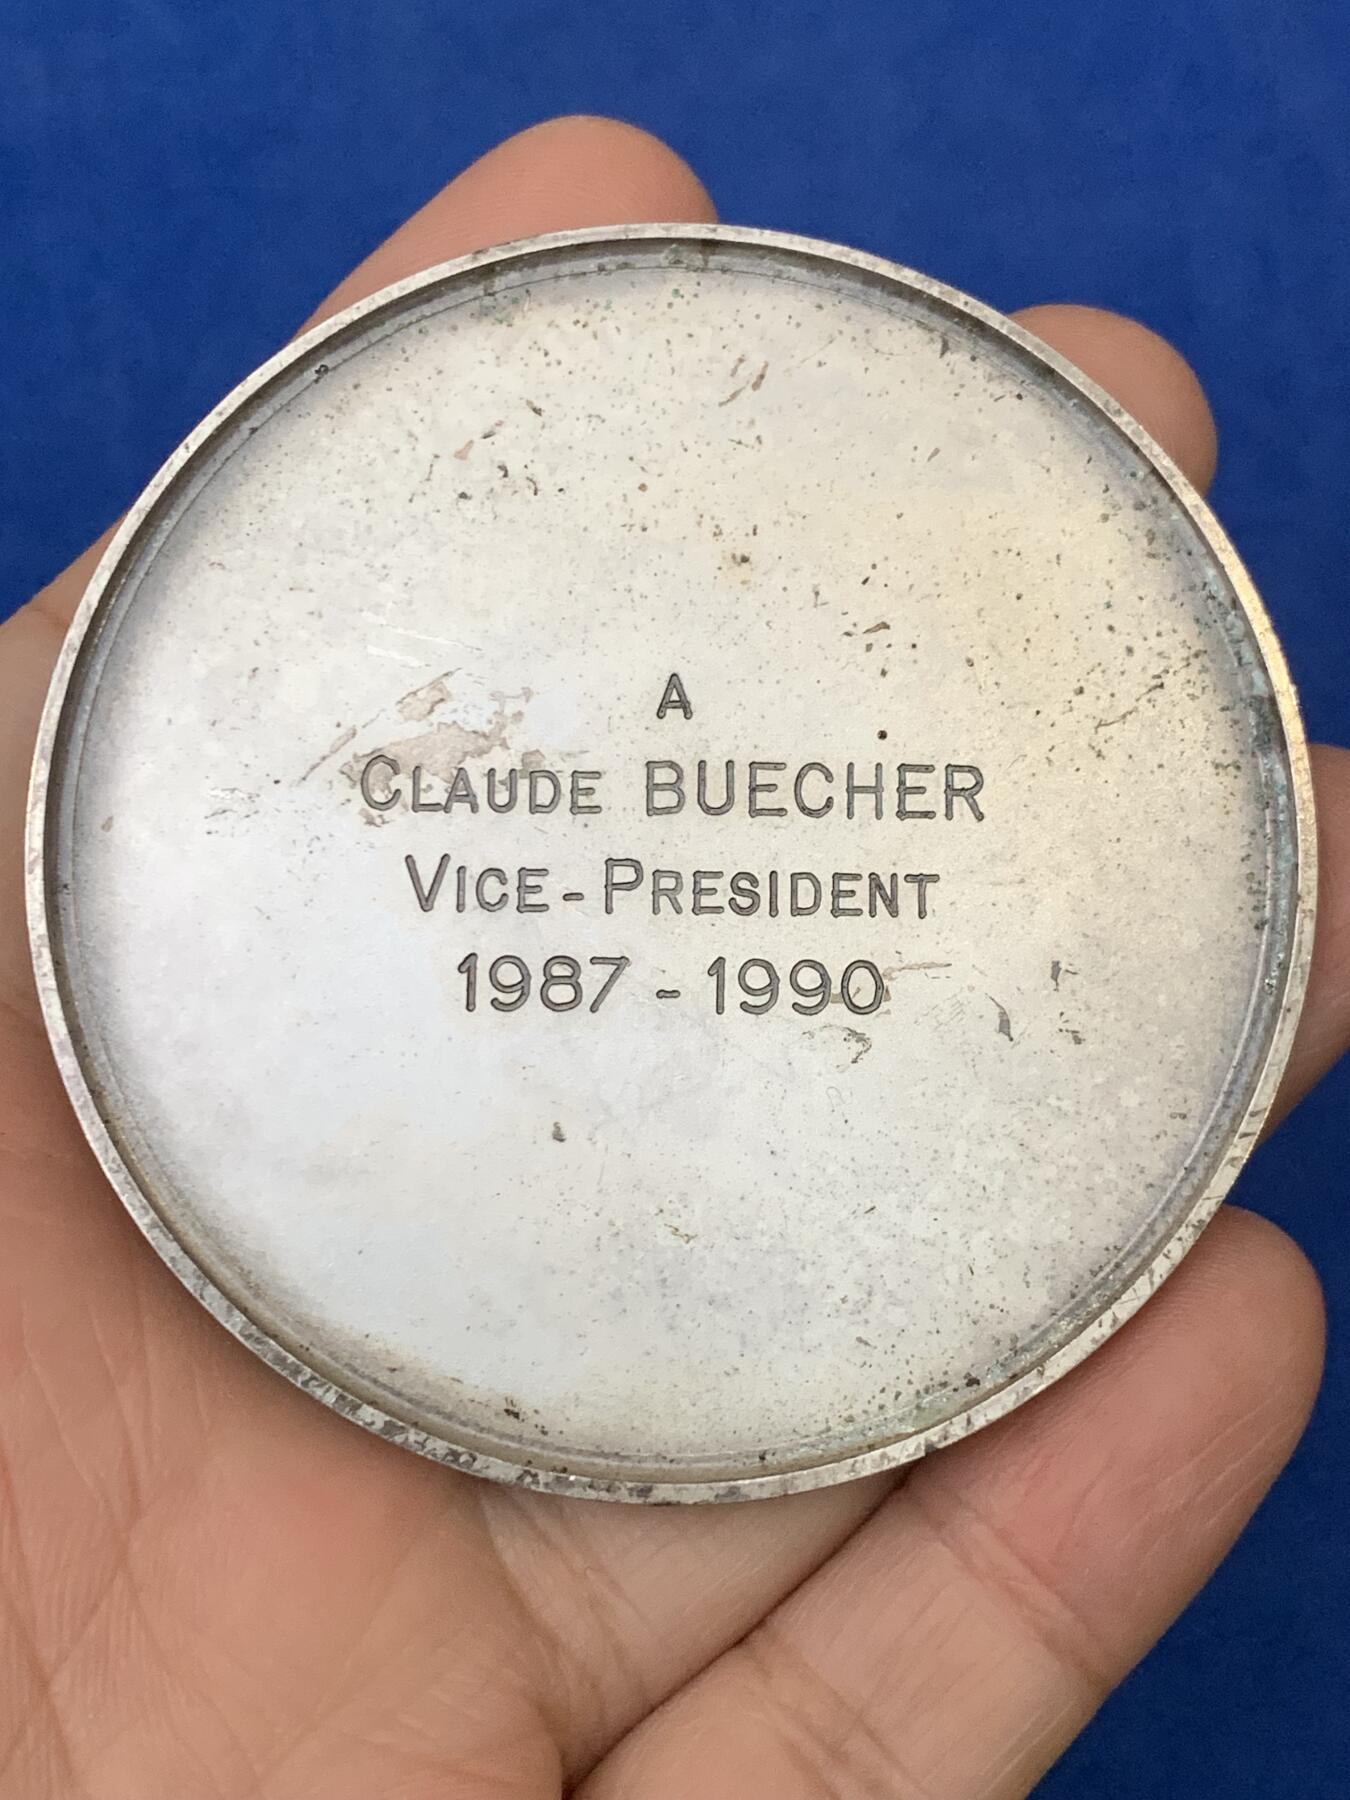 A
CLAUDE BUECHER
VICE-PRESIDENT
1987-1990